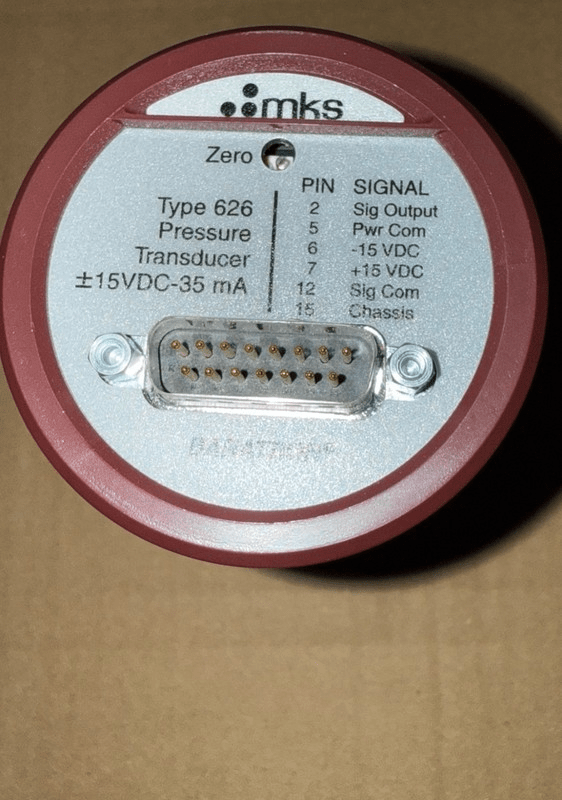 mks
Zero
Type 626
Pressure
Transducer
±15VDC-35 mA
PIN SIGNAL
2 Sig Output
5 Pwr Com
6 -15 VDC
7 +15 VDC
12 Sig Com
15 Chassis